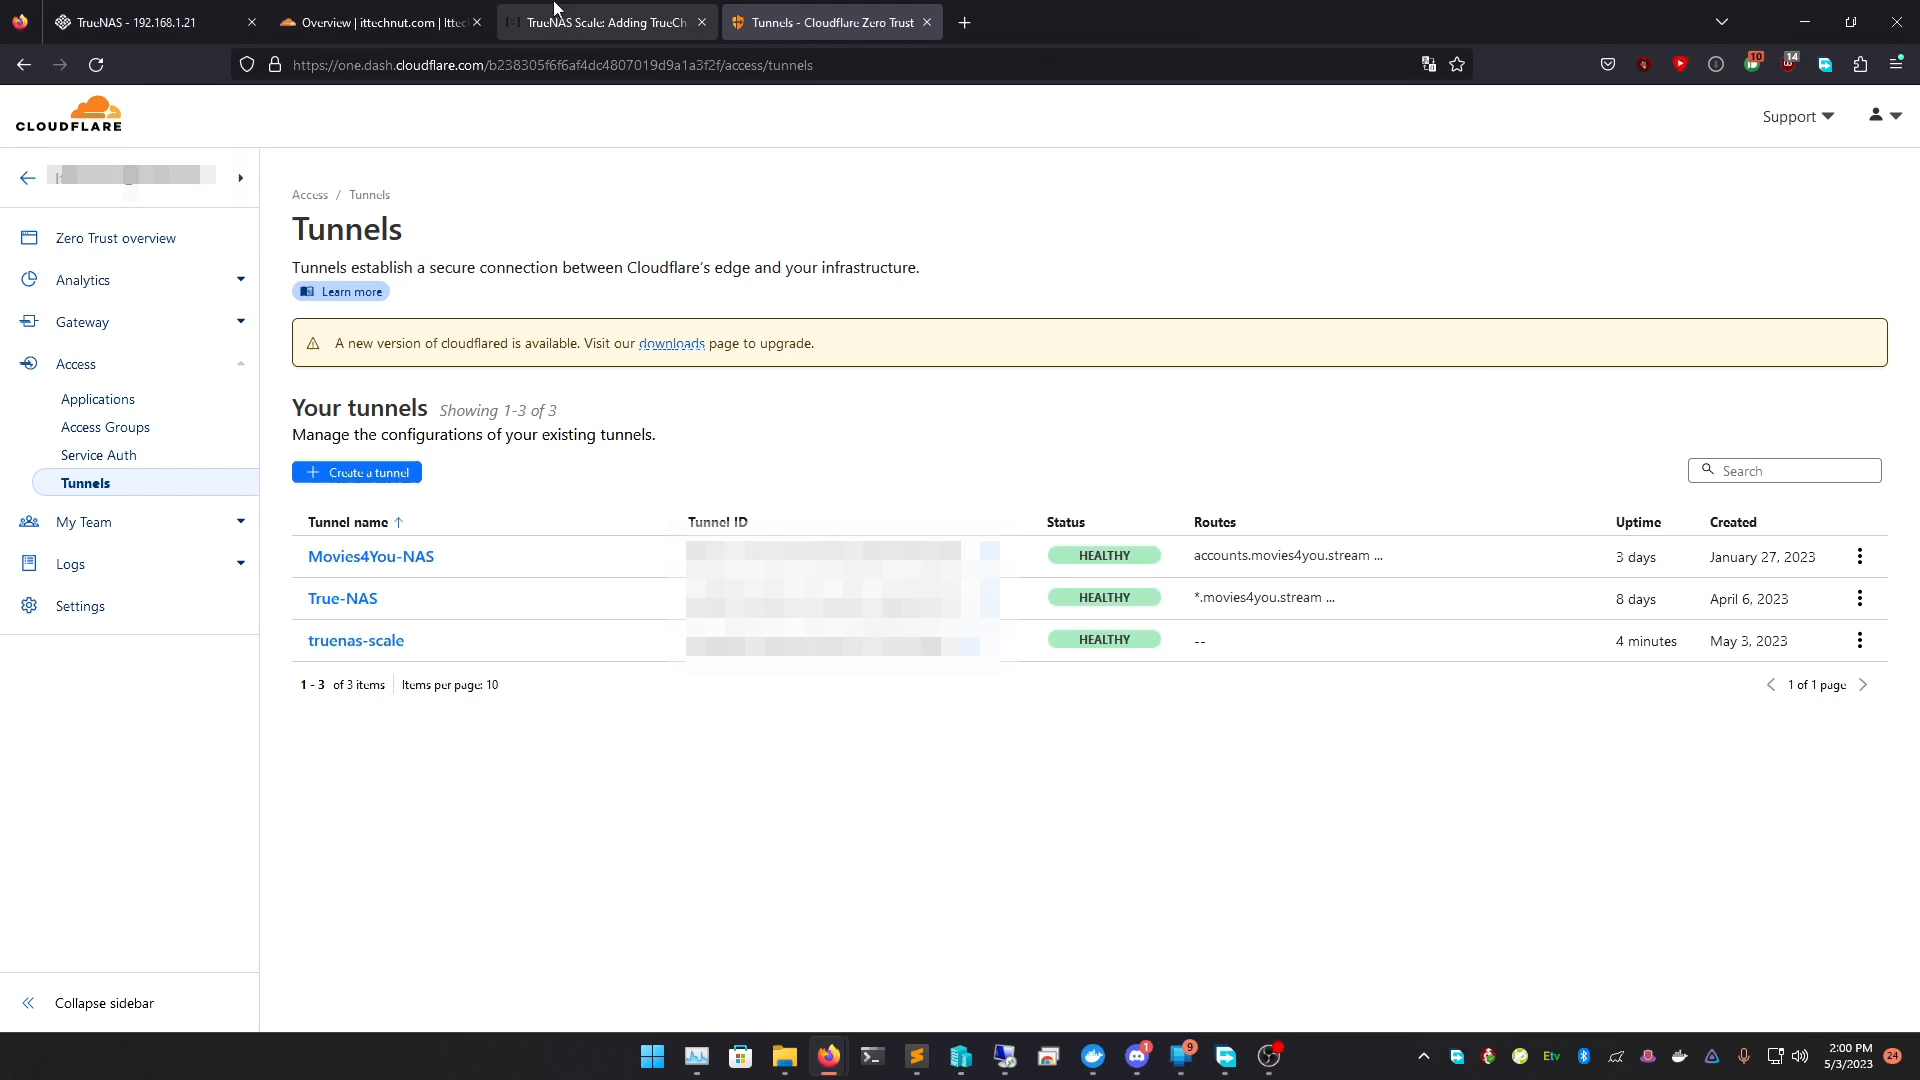 TrueNAS - 192.168.1.21
Overview | ittechnut.com | Ittec
TrueNAS Scale: Adding TrueCh
Tunnels - Cloudflare Zero Trust
https://one.dash.cloudflare.com/b238305f6f6af4dc4807019d9a1a3f2f/access/tunnels
10
14
CLOUDFLARE
Support
Zero Trust overview
Analytics
Gateway
Access
Applications
Access Groups
Service Auth
Tunnels
My Team
Logs
Settings
Collapse sidebar
Access / Tunnels
Tunnels
Tunnels establish a secure connection between Cloudflare’s edge and your infrastructure.
Learn more
A new version of cloudflared is available. Visit our downloads page to upgrade.
Your tunnels Showing 1-3 of 3
Manage the configurations of your existing tunnels.
+ Create a tunnel
Search
Tunnel name ↑ Tunnel ID Status Routes Uptime Created
Movies4You-NAS HEALTHY accounts.movies4you.stream ... 3 days January 27, 2023
True-NAS HEALTHY *.movies4you.stream ... 8 days April 6, 2023
truenas-scale HEALTHY -- 4 minutes May 3, 2023
1 - 3 of 3 items Items per page: 10
1 of 1 page
1
9
Etv
2:00 PM
5/3/2023
24